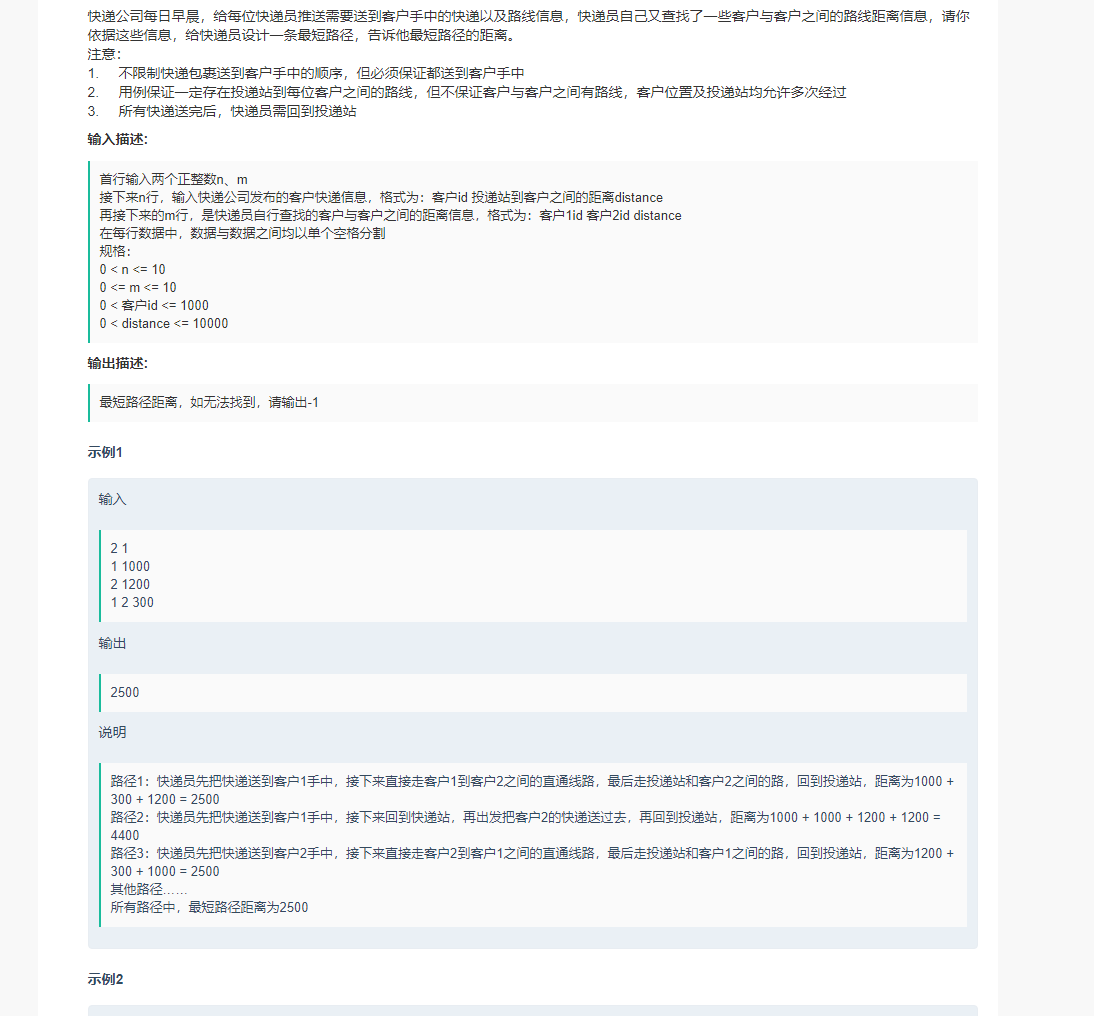 快递公司每日早晨，给每位快递员推送需要送到客户手中的快递以及路线信息，快递员自己又查找了一些客户与客户之间的路线距离信息，请你
依据这些信息，给快递员设计一条最短路径，告诉他最短路径的距离。
注意：
1. 不限制快递包裹送到客户手中的顺序，但必须保证都送到客户手中
2. 用例保证一定存在投递站到每位客户之间的路线，但不保证客户与客户之间有路线，客户位置及投递站均允许多次经过
3. 所有快递送完后，快递员需回到投递站
输入描述:
首行输入两个正整数n、m
接下来n行，输入快递公司发布的客户快递信息，格式为：客户id 投递站到客户之间的距离distance
再接下来的m行，是快递员自行查找的客户与客户之间的距离信息，格式为：客户1id 客户2id distance
在每行数据中，数据与数据之间均以单个空格分割
规格：
0 < n <= 10
0 <= m <= 10
0 < 客户id <= 1000
0 < distance <= 10000
输出描述:
最短路径距离，如无法找到，请输出-1
示例1
输入
2 1
1 1000
2 1200
1 2 300
输出
2500
说明
路径1：快递员先把快递送到客户1手中，接下来直接走客户1到客户2之间的直通线路，最后走投递站和客户2之间的路，回到投递站，距离为1000 +
300 + 1200 = 2500
路径2：快递员先把快递送到客户1手中，接下来回到快递站，再出发把客户2的快递送过去，再回到投递站，距离为1000 + 1000 + 1200 + 1200 =
4400
路径3：快递员先把快递送到客户2手中，接下来直接走客户2到客户1之间的直通线路，最后走投递站和客户1之间的路，回到投递站，距离为1200 +
300 + 1000 = 2500
其他路径……
所有路径中，最短路径距离为2500
示例2